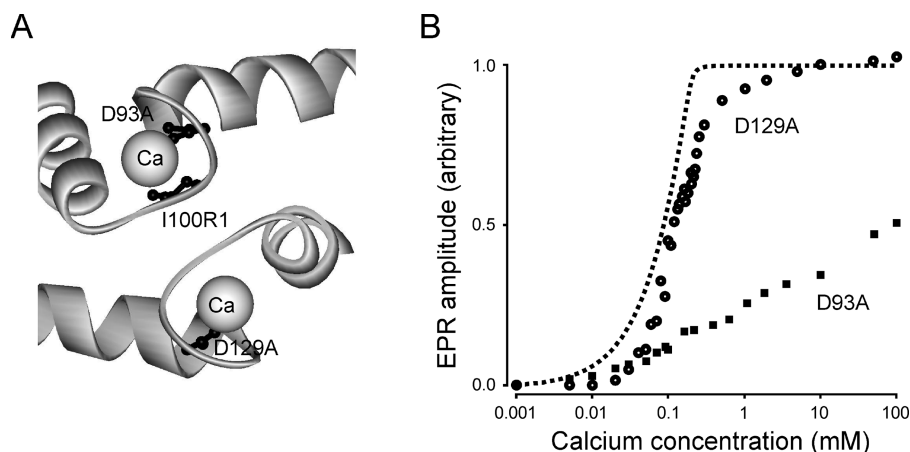 A
D93A
Ca
I100R1
Ca
D129A
B
EPR amplitude (arbitrary)
1.0
0.5
0.0
D129A
D93A
0.001
0.01
0.1
1
10
100
Calcium concentration (mM)